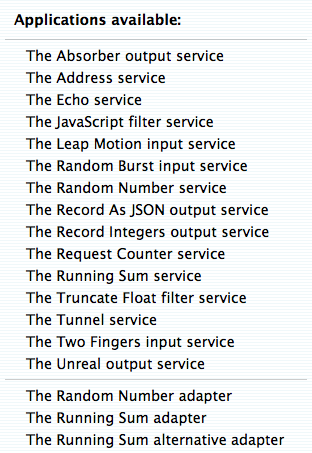 Applications available:
The Absorber output service
The Address service
The Echo service
The JavaScript filter service
The Leap Motion input service
The Random Burst input service
The Random Number service
The Record As JSON output service
The Record Integers output service
The Request Counter service
The Running Sum service
The Truncate Float filter service
The Tunnel service
The Two Fingers input service
The Unreal output service
The Random Number adapter
The Running Sum adapter
The Running Sum alternative adapter